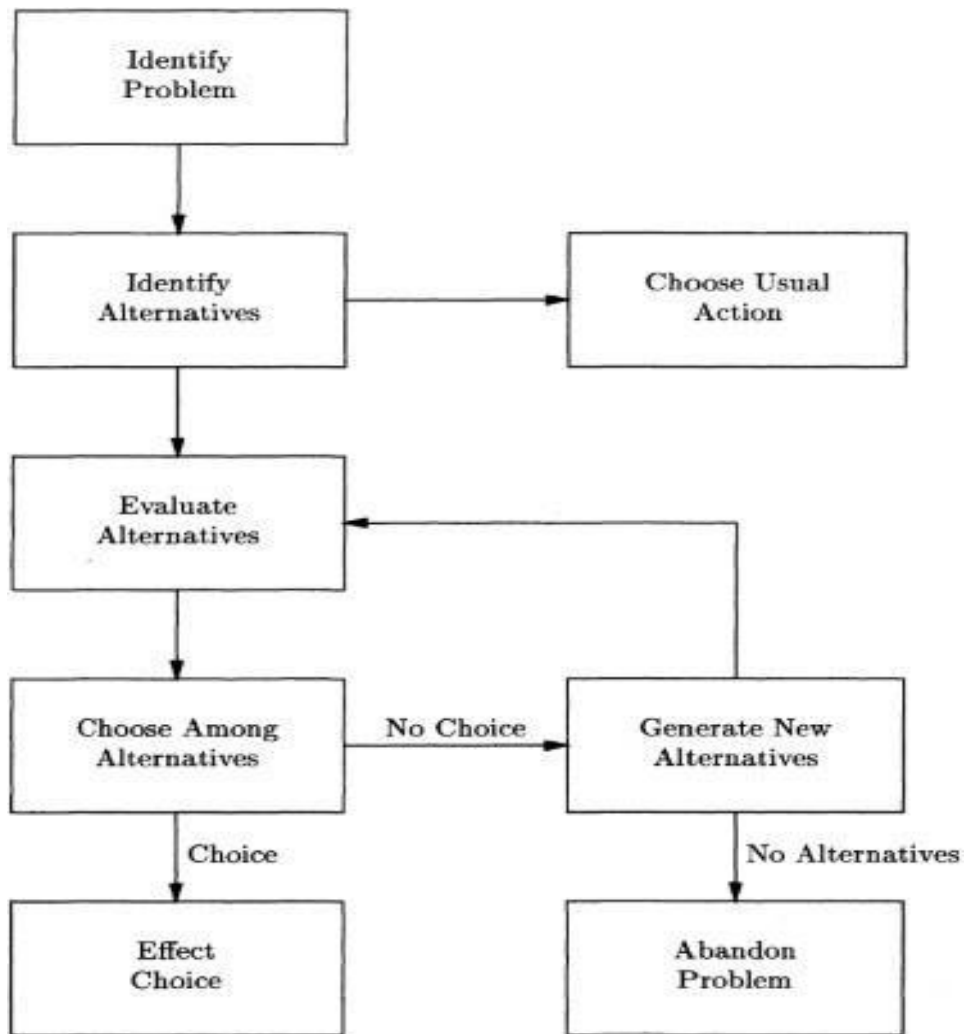 Identify
Problem
Identify
Alternatives
Choose Usual
Action
Evaluate
Alternatives
Choose Among
Alternatives
No Choice
Generate New
Alternatives
Choice
No Alternatives
Effect
Choice
Abandon
Problem